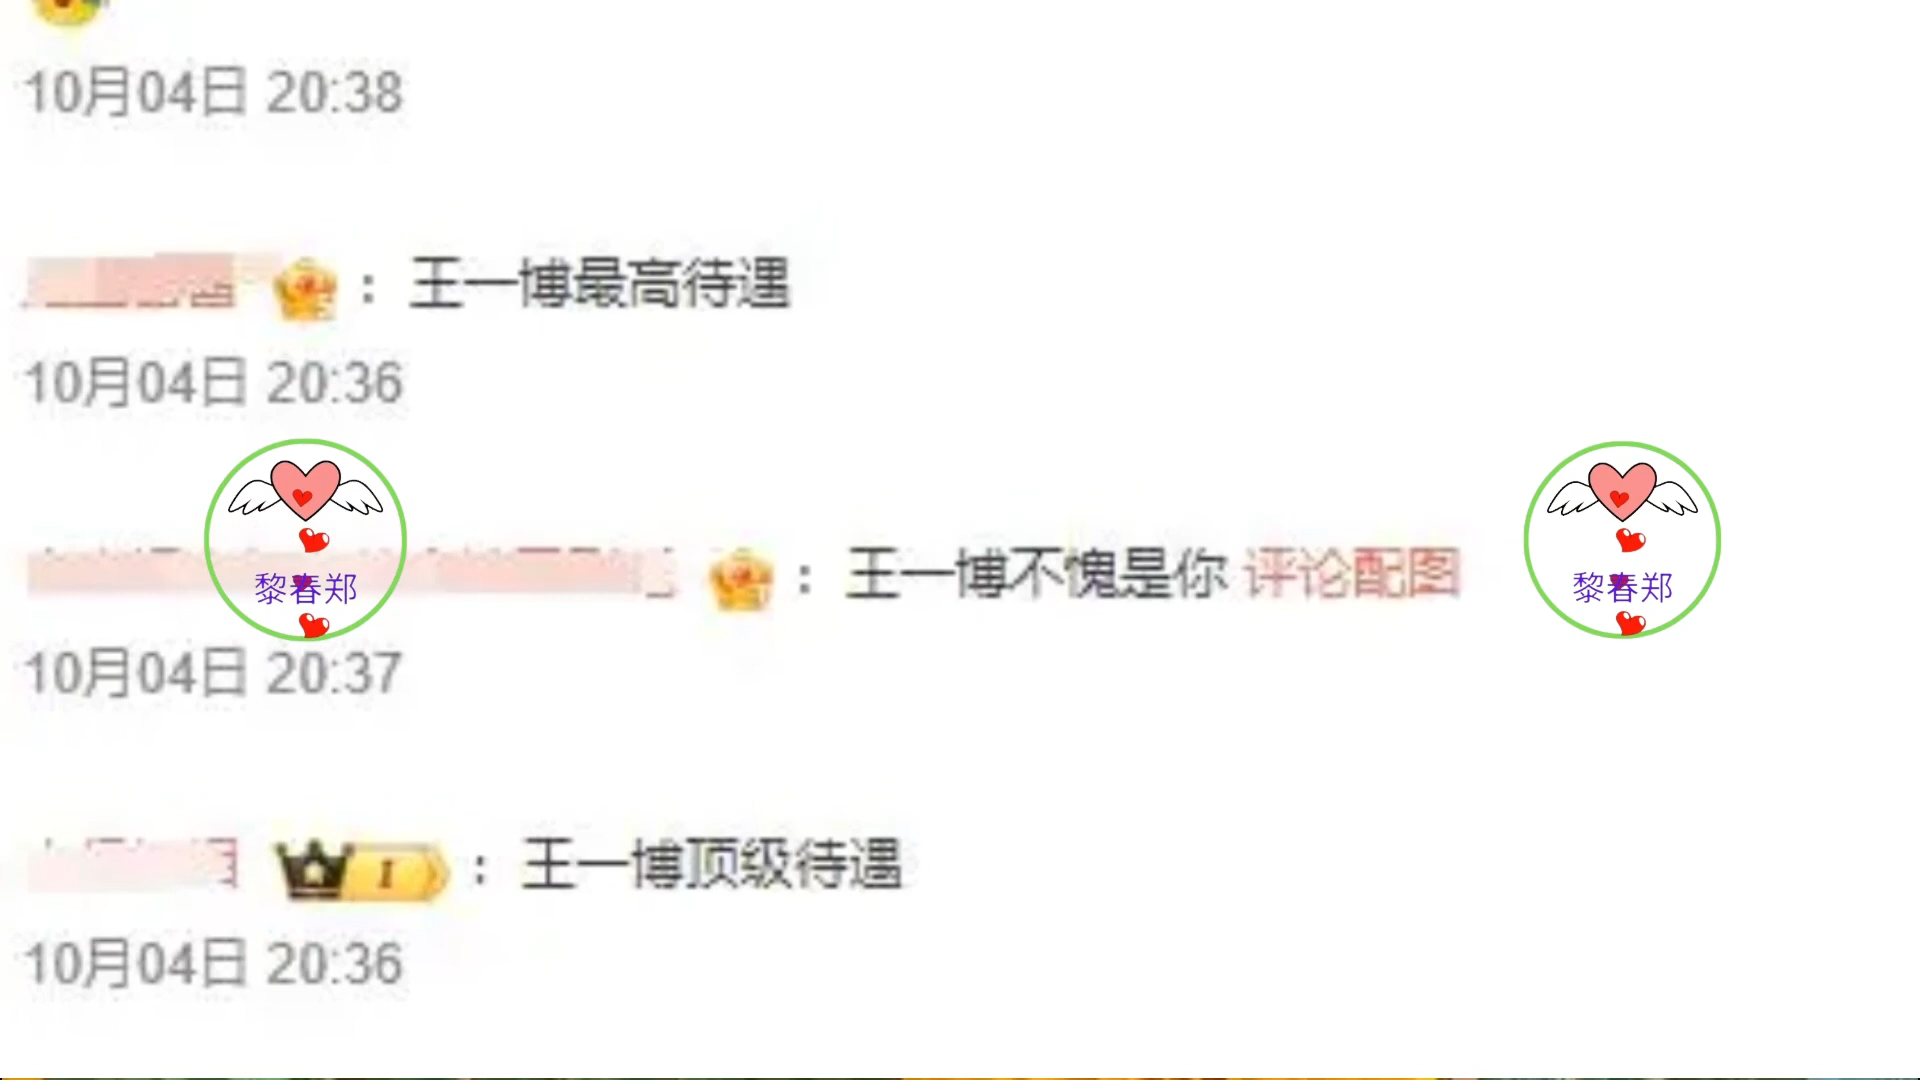 10月04日 20:38
：王一博最高待遇
10月04日 20:36
黎春郑
：王一博不愧是你 评论配图
黎春郑
10月04日 20:37
I ：王一博顶级待遇
10月04日 20:36